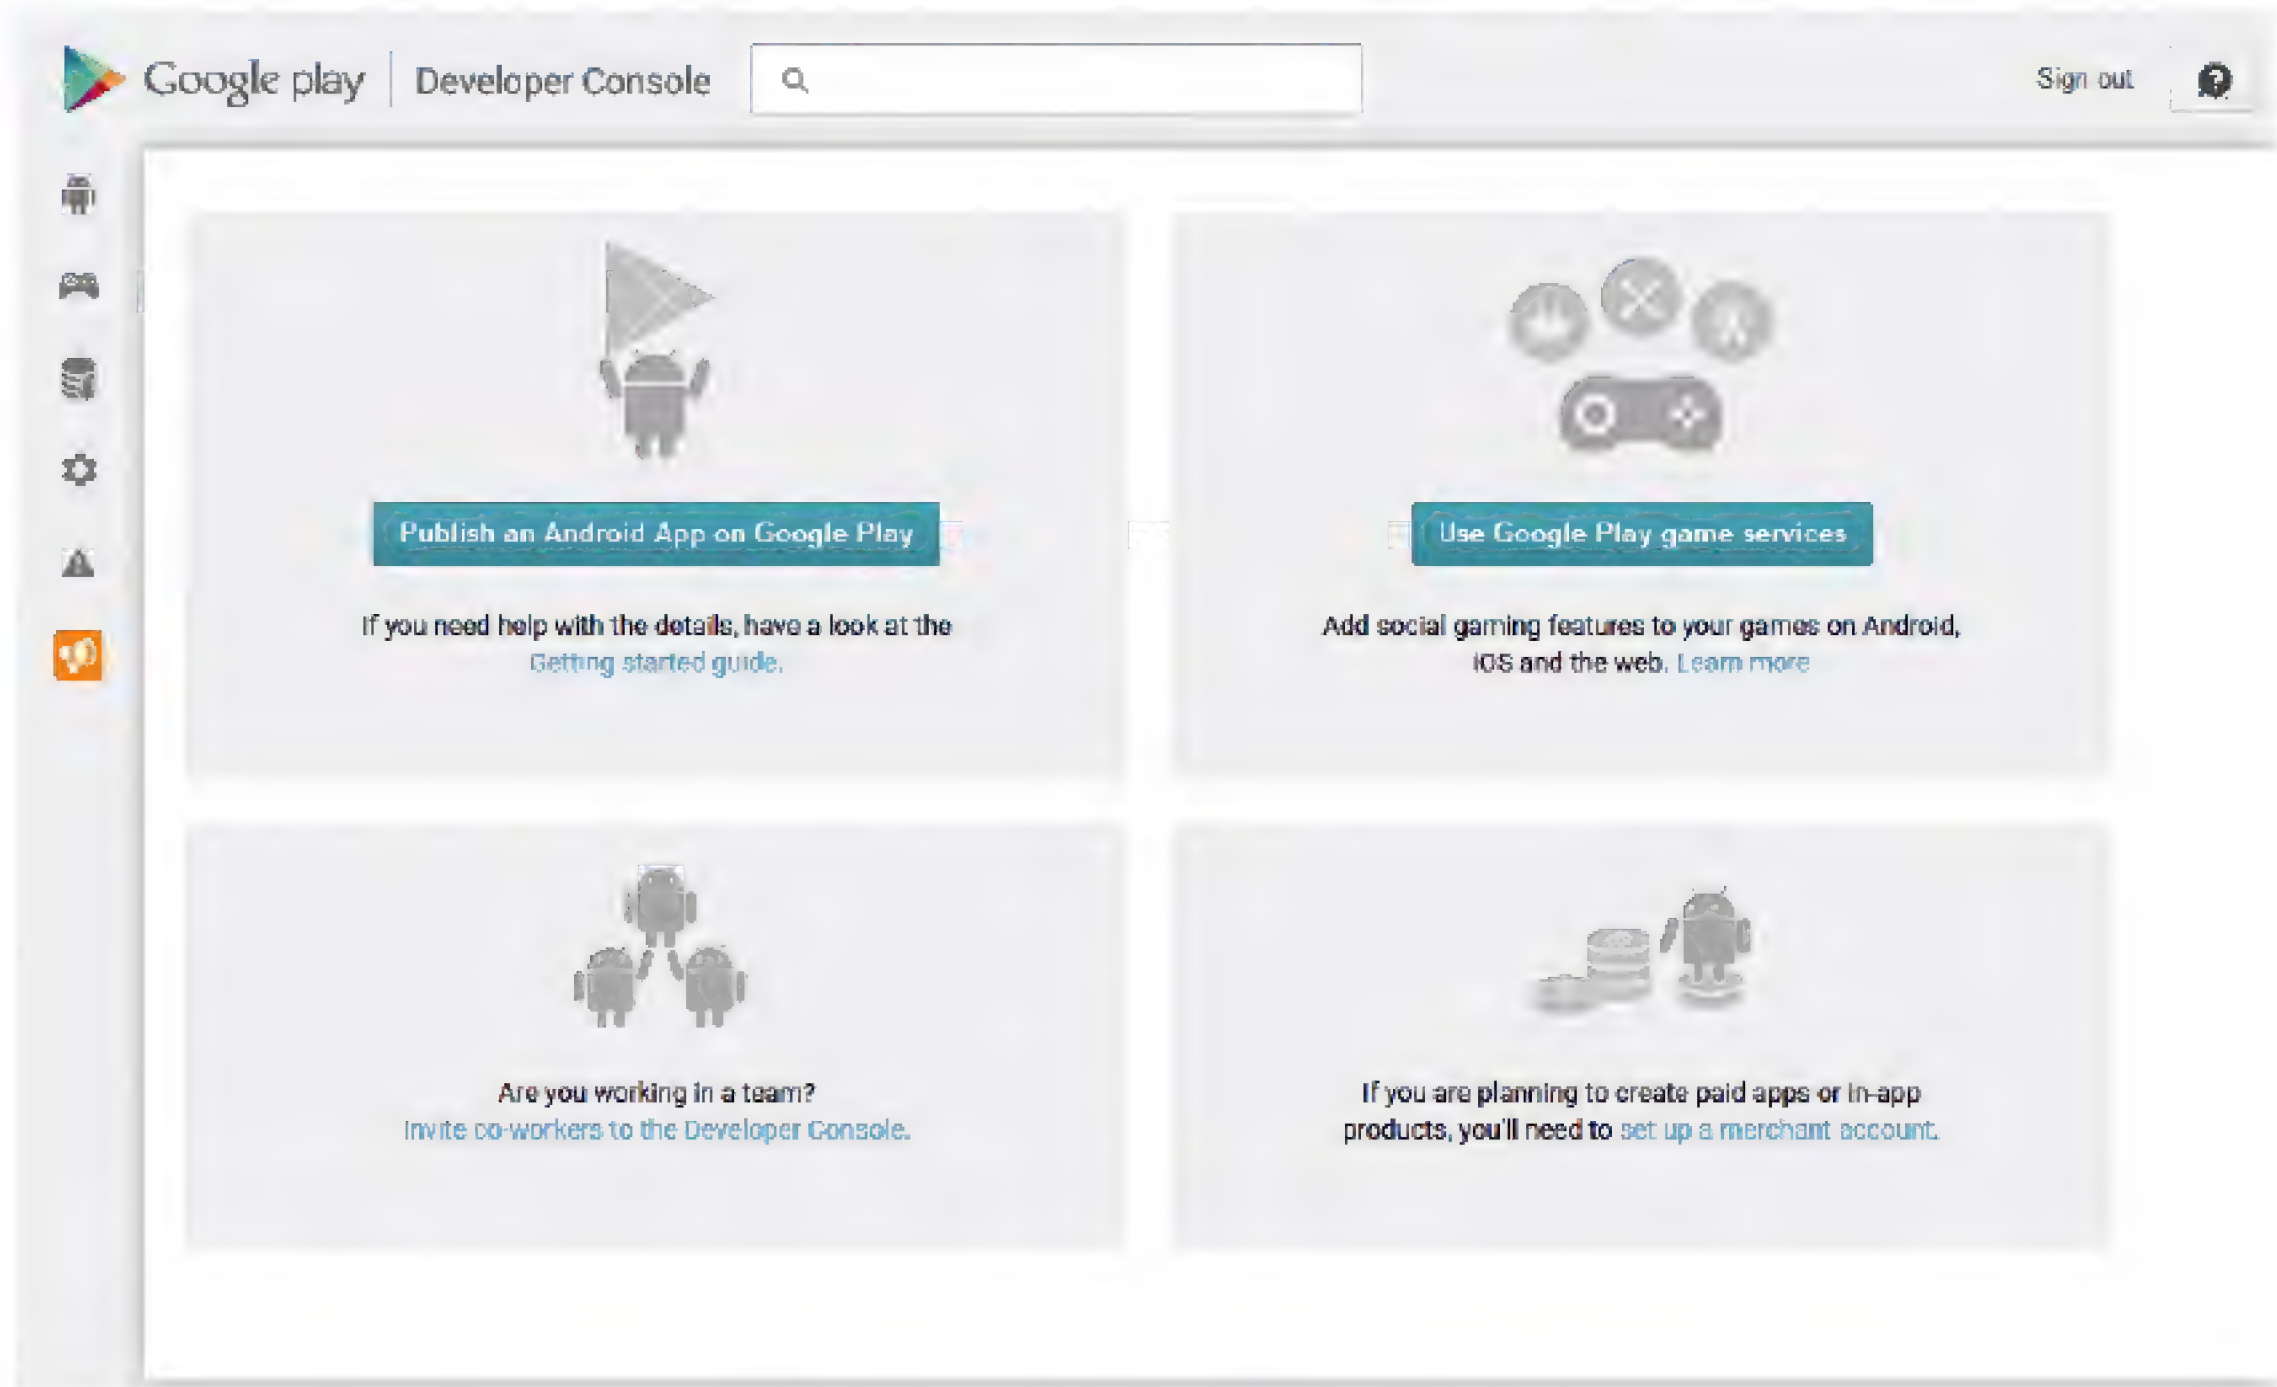 Google play | Developer Console
Sign out
Publish an Android App on Google Play
If you need help with the details, have a look at the
Getting started guide.
Use Google Play game services
Add social gaming features to your games on Android,
iOS and the web. Learn more
Are you working in a team?
Invite co-workers to the Developer Console.
If you are planning to create paid apps or in-app
products, you'll need to set up a merchant account.